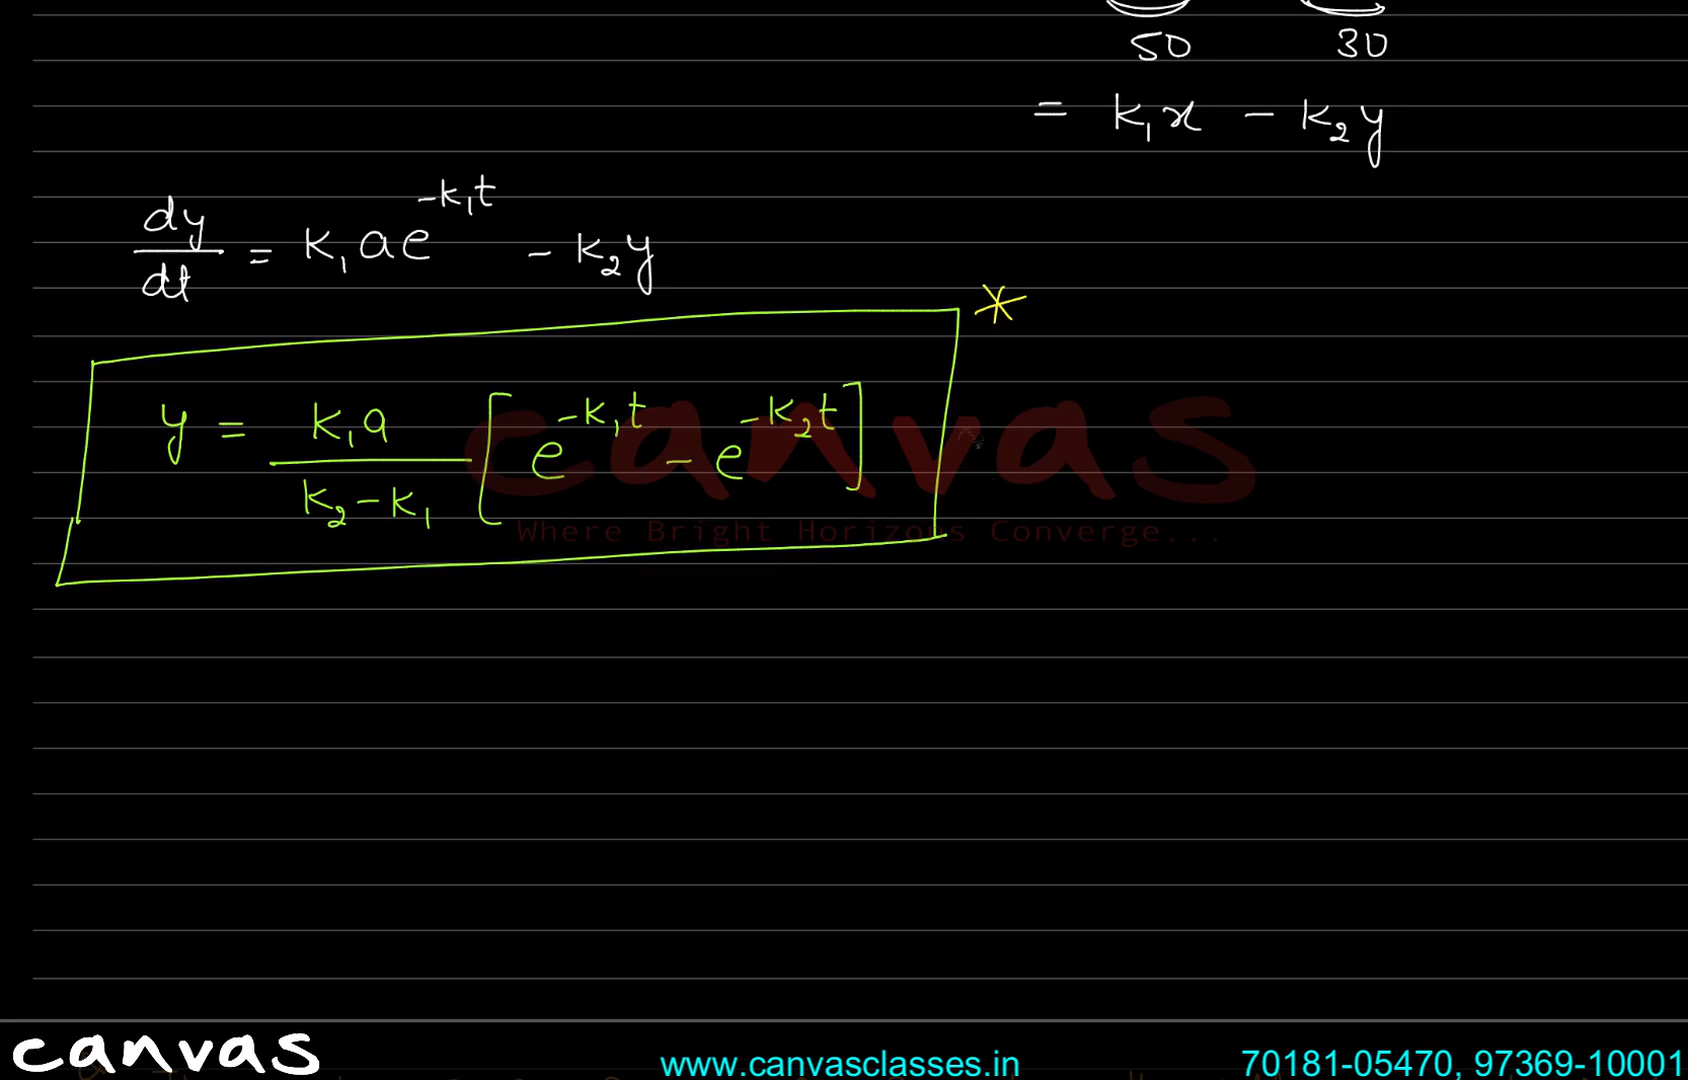 50 30
= k₁x - k₂y
dy/dt = k₁ae^(-k₁t) - k₂y
*
y = k₁a/(k₂-k₁) [e^(-k₁t) - e^(-k₂t)]
canvas
Where Bright Horizons Converge...
canvas www.canvasclasses.in 70181-05470, 97369-10001